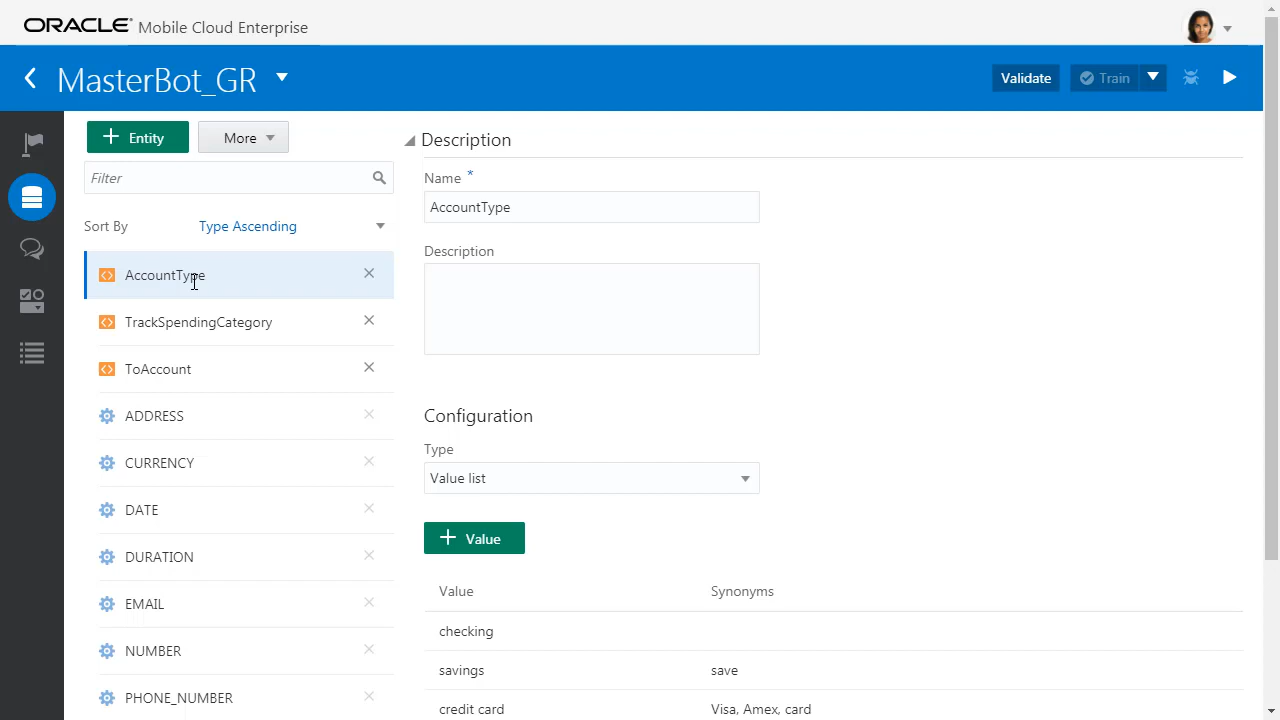 ORACLE® Mobile Cloud Enterprise
MasterBot_GR
Validate
Train
Entity
More
Filter
Sort By Type Ascending
AccountType
TrackSpendingCategory
ToAccount
ADDRESS
CURRENCY
DATE
DURATION
EMAIL
NUMBER
PHONE_NUMBER
Description
Name *
AccountType
Description
Configuration
Type
Value list
Value
Value Synonyms
checking
savings save
credit card Visa, Amex, card